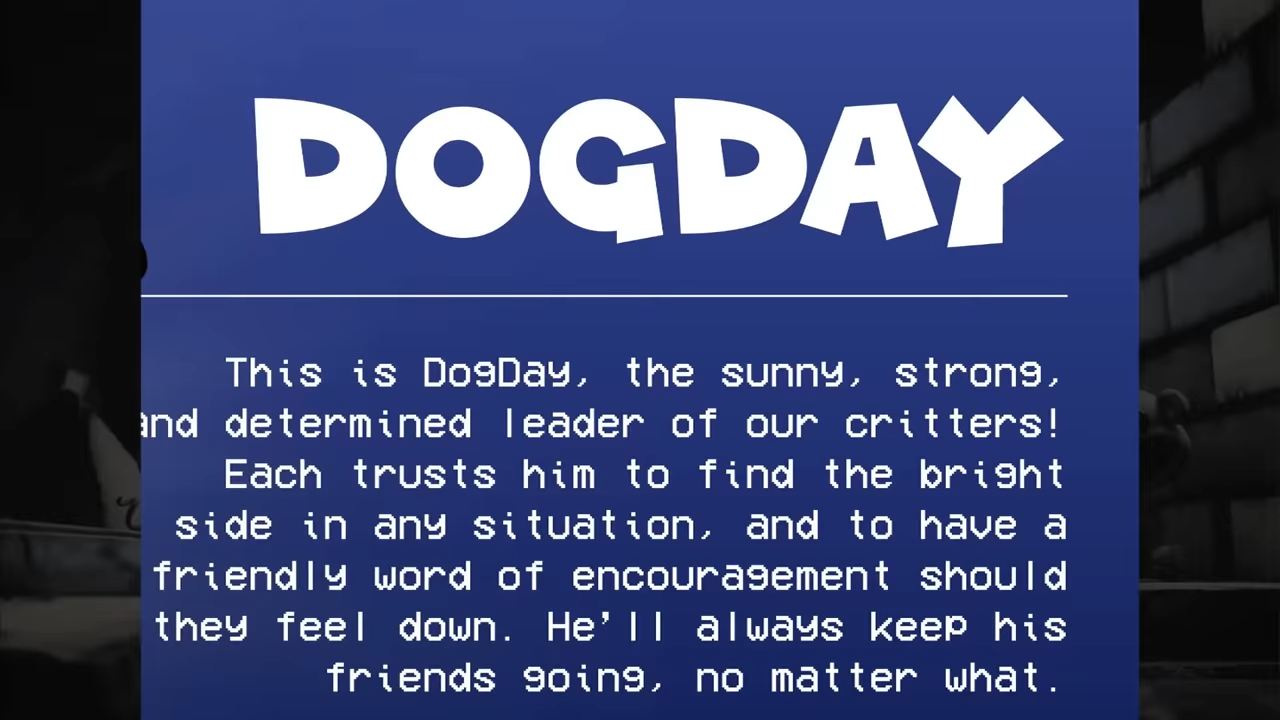 DOGDAY
This is DogDay, the sunny, strong,
and determined leader of our critters!
Each trusts him to find the bright
side in any situation, and to have a
friendly word of encouragement should
they feel down. He'll always keep his
friends going, no matter what.